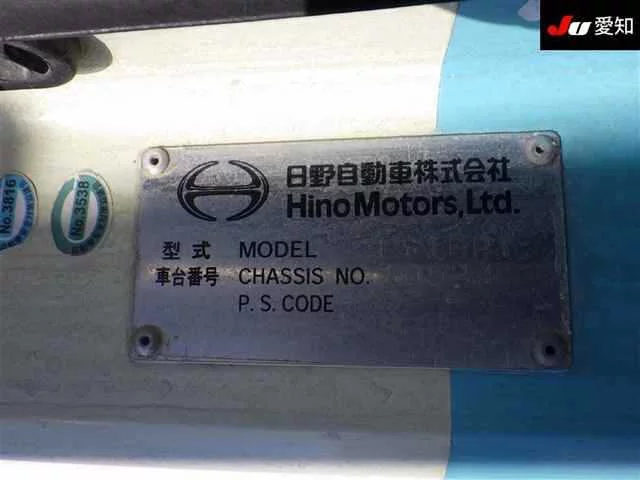 JU 愛知
日野自動車株式会社
Hino Motors, Ltd.
No.3816
No.3538
型式 MODEL
車台番号 CHASSIS NO.
P.S.CODE